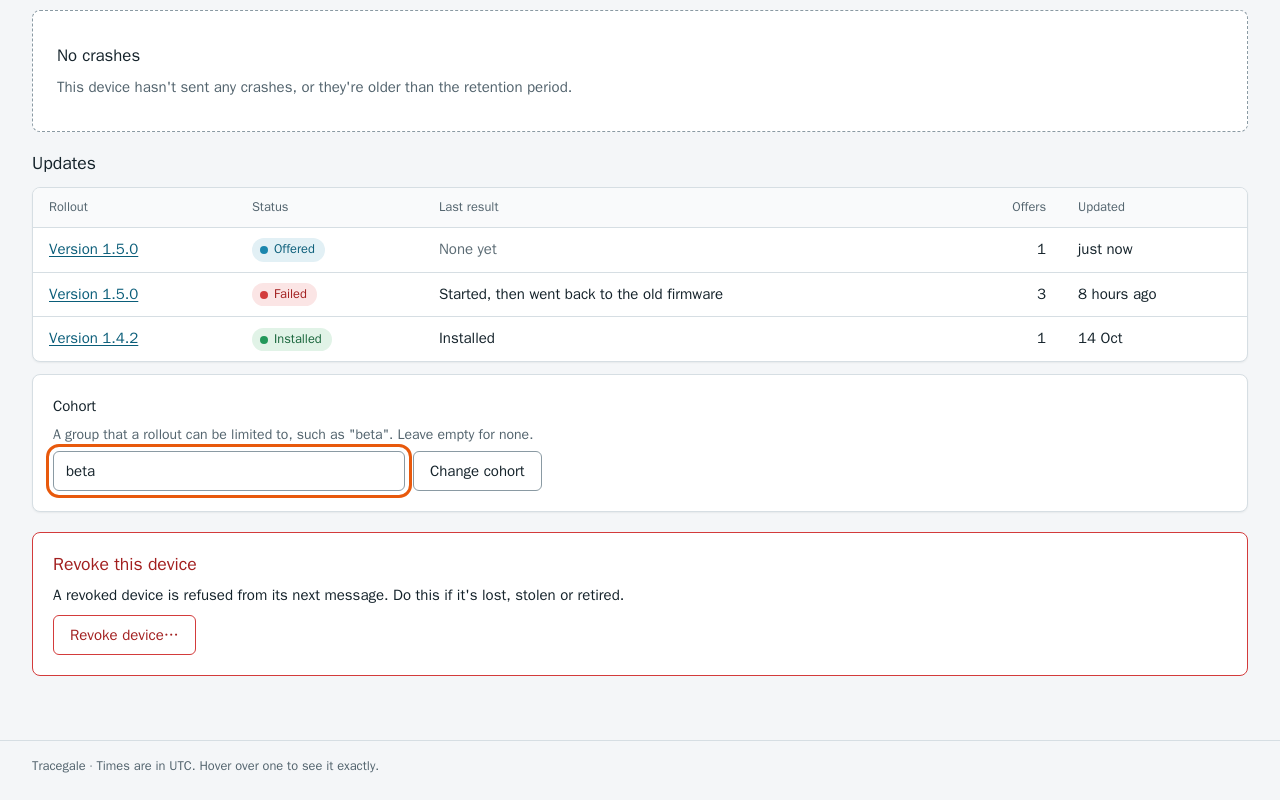 No crashes
This device hasn't sent any crashes, or they're older than the retention period.
Updates
Rollout Status Last result Offers Updated
Version 1.5.0 Offered None yet 1 just now
Version 1.5.0 Failed Started, then went back to the old firmware 3 8 hours ago
Version 1.4.2 Installed Installed 1 14 Oct
Cohort
A group that a rollout can be limited to, such as "beta". Leave empty for none.
beta Change cohort
Revoke this device
A revoked device is refused from its next message. Do this if it's lost, stolen or retired.
Revoke device…
Tracegale · Times are in UTC. Hover over one to see it exactly.